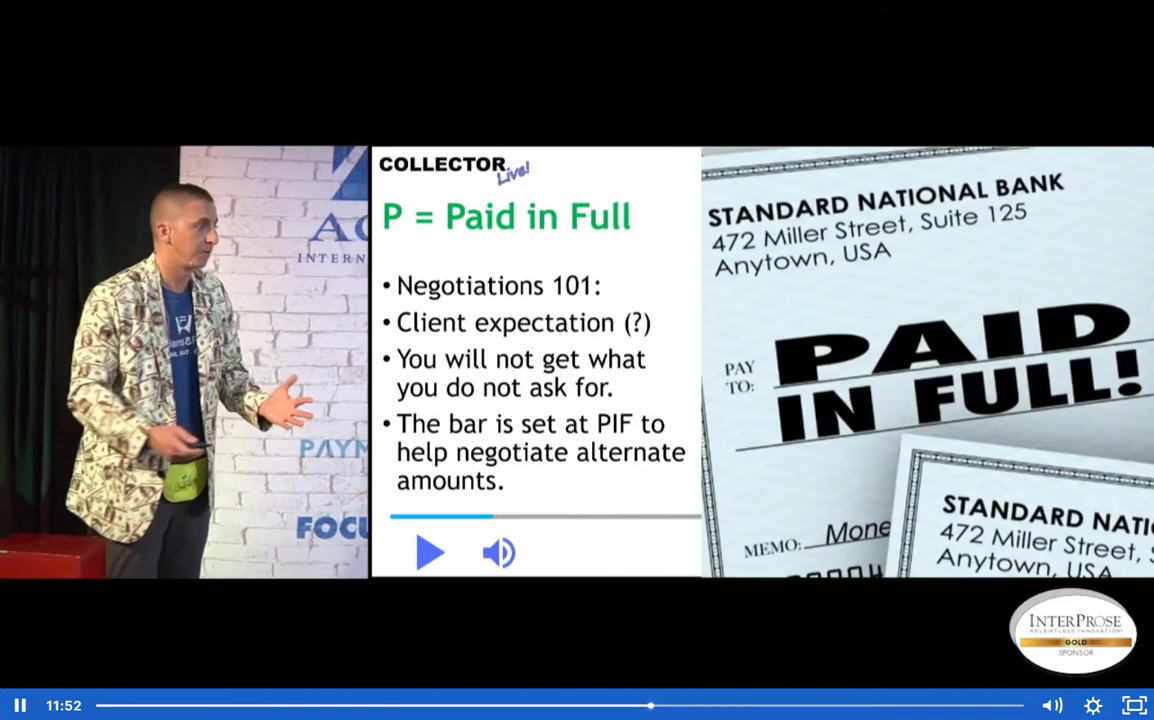 COLLECTOR
Live!
P = Paid in Full
• Negotiations 101:
• Client expectation (?)
• You will not get what
you do not ask for.
• The bar is set at PIF to
help negotiate alternate
amounts.
STANDARD NATIONAL BANK
472 Miller Street, Suite 125
Anytown, USA
PAY
TO:
PAID
IN FULL!
MEMO:
STANDARD
472 Miller Street,
Anytown, USA
INTERPROSE
RELENTLESS INNOVATION
GOLD
SPONSOR
11:52